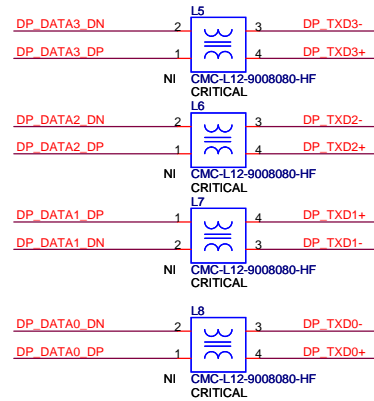 L5
DP_DATA3_DN 2 3 DP_TXD3-
DP_DATA3_DP 1 4 DP_TXD3+
NI CMC-L12-9008080-HF
CRITICAL
L6
DP_DATA2_DN 2 3 DP_TXD2-
DP_DATA2_DP 1 4 DP_TXD2+
NI CMC-L12-9008080-HF
CRITICAL
L7
DP_DATA1_DP 1 4 DP_TXD1+
DP_DATA1_DN 2 3 DP_TXD1-
NI CMC-L12-9008080-HF
CRITICAL
L8
DP_DATA0_DN 2 3 DP_TXD0-
DP_DATA0_DP 1 4 DP_TXD0+
NI CMC-L12-9008080-HF
CRITICAL